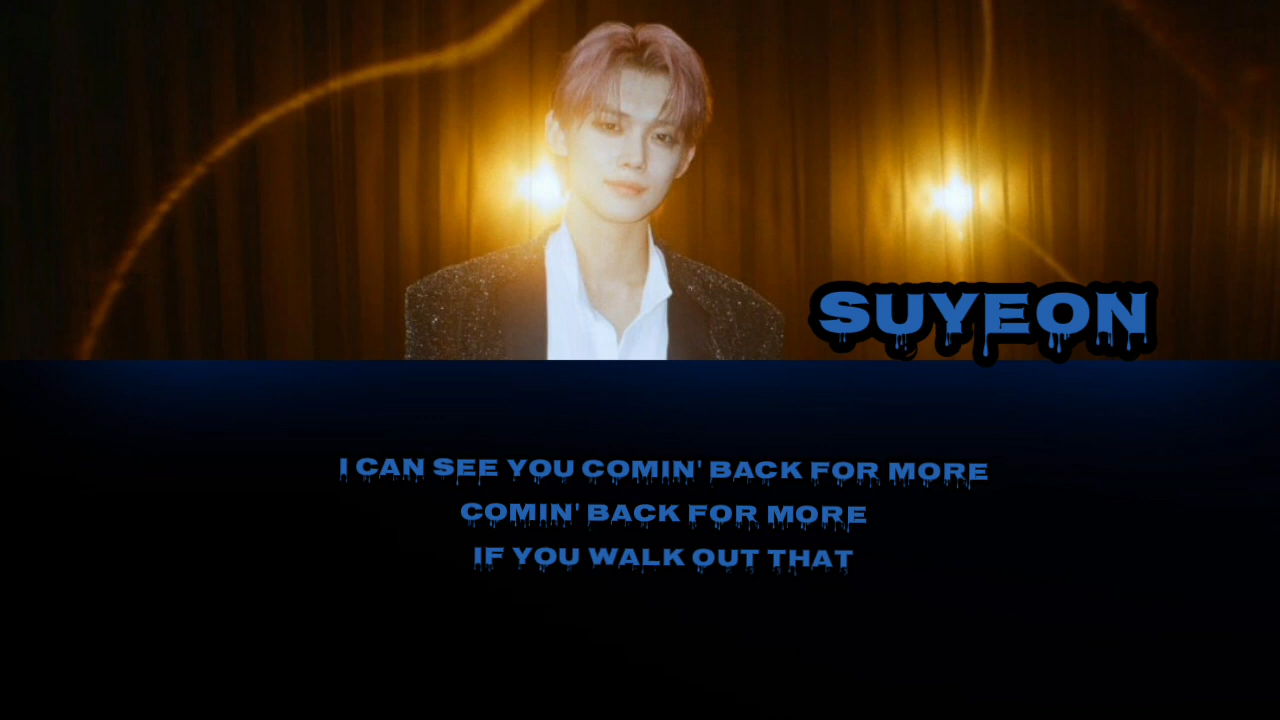 SUYEON
I CAN SEE YOU COMIN' BACK FOR MORE
COMIN' BACK FOR MORE
IF YOU WALK OUT THAT